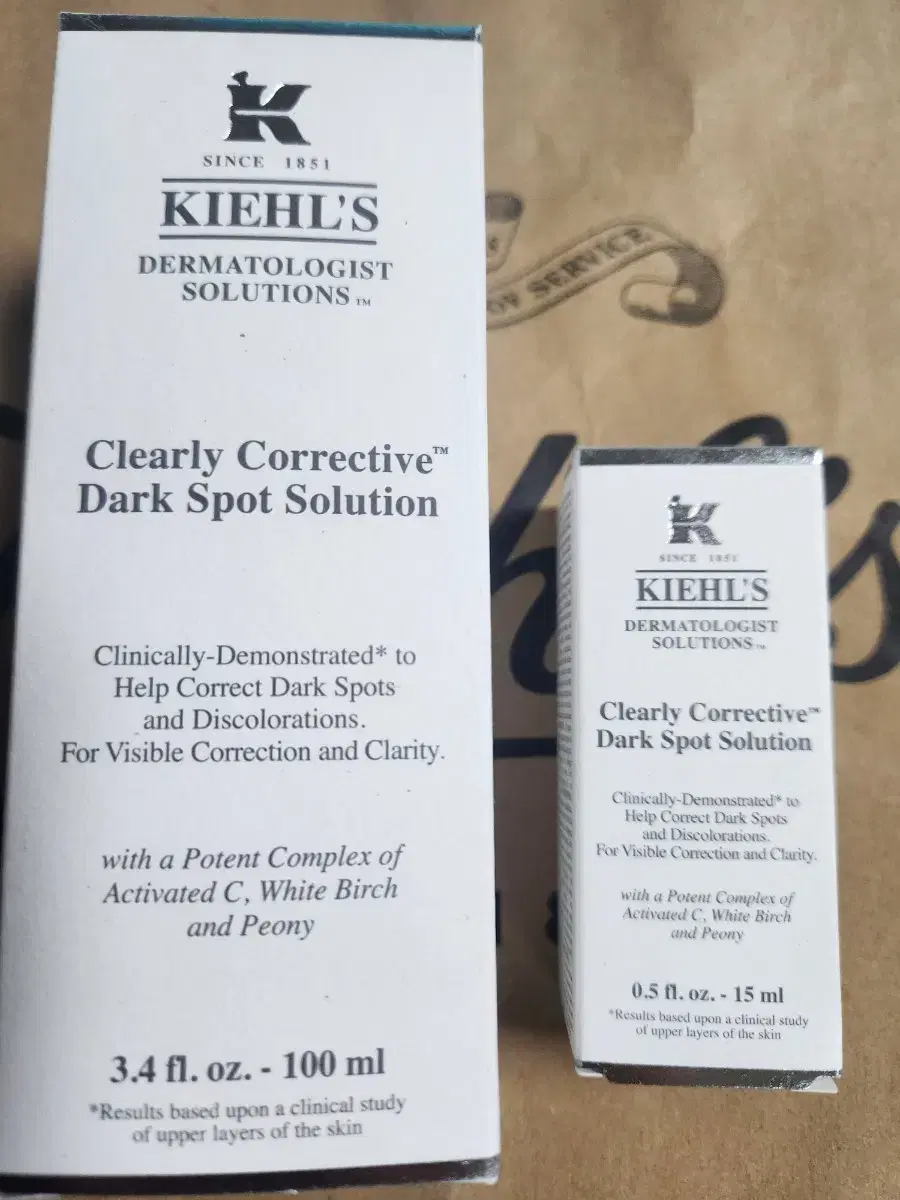 K
SINCE 1851
KIEHL'S
DERMATOLOGIST
SOLUTIONS™
Clearly Corrective™
Dark Spot Solution
Clinically-Demonstrated* to
Help Correct Dark Spots
and Discolorations.
For Visible Correction and Clarity.
with a Potent Complex of
Activated C, White Birch
and Peony
3.4 fl. oz. - 100 ml
*Results based upon a clinical study
of upper layers of the skin
OF SERVICE
K
SINCE 1851
KIEHL'S
DERMATOLOGIST
SOLUTIONS™
Clearly Corrective™
Dark Spot Solution
Clinically-Demonstrated* to
Help Correct Dark Spots
and Discolorations.
For Visible Correction and Clarity.
with a Potent Complex of
Activated C, White Birch
and Peony
0.5 fl. oz. - 15 ml
*Results based upon a clinical study
of upper layers of the skin